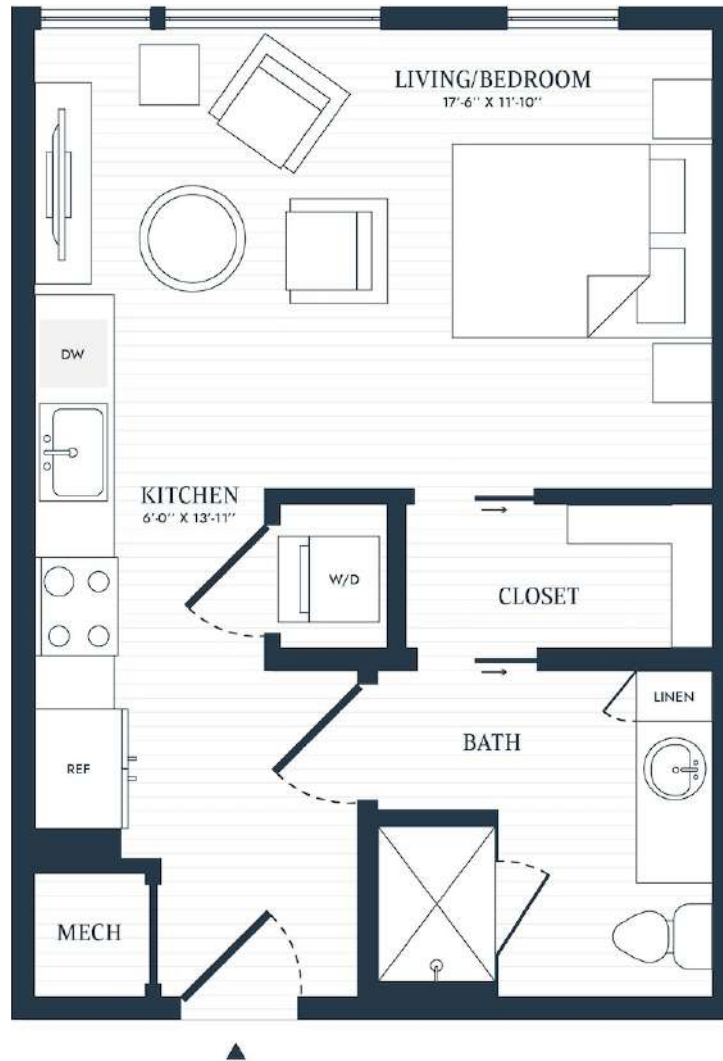 LIVING/BEDROOM
17'-6'' X 11'-10''
DW
KITCHEN
6'-0'' X 13'-11''
W/D
CLOSET
LINEN
BATH
REF
MECH